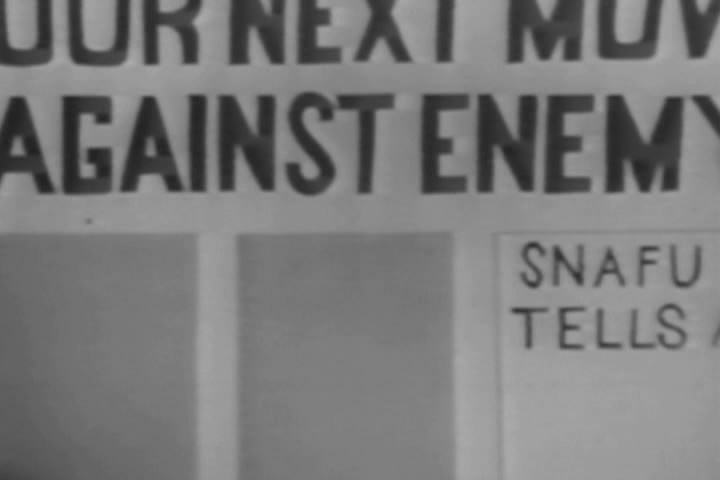 OUR NEXT MOV
AGAINST ENEMY
SNAFU
TELLS A